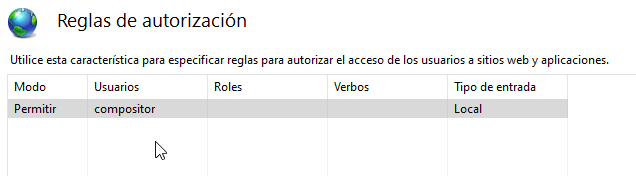 Reglas de autorización
Utilice esta característica para especificar reglas para autorizar el acceso de los usuarios a sitios web y aplicaciones.
Modo Usuarios Roles Verbos Tipo de entrada
Permitir compositor Local